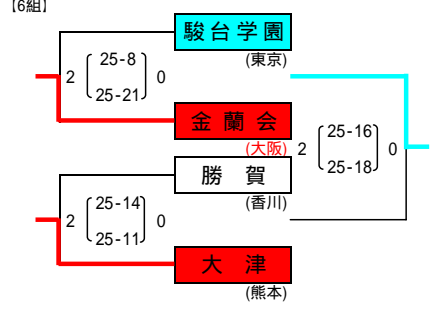 【6組】
駿台学園
(東京)
2 25-8 0
25-21
金蘭会
(大阪)
2 25-16 0
25-18
勝賀
(香川)
2 25-14 0
25-11
大津
(熊本)